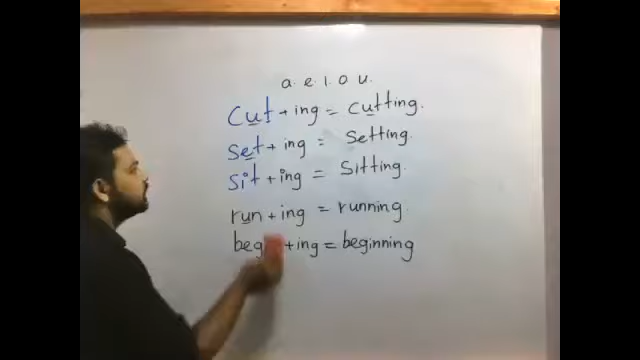 a. e. i. o u.
Cut + ing = cutting.
set + ing = Setting.
Sit + ing = Sitting.
run + ing = running
beg + ing = beginning